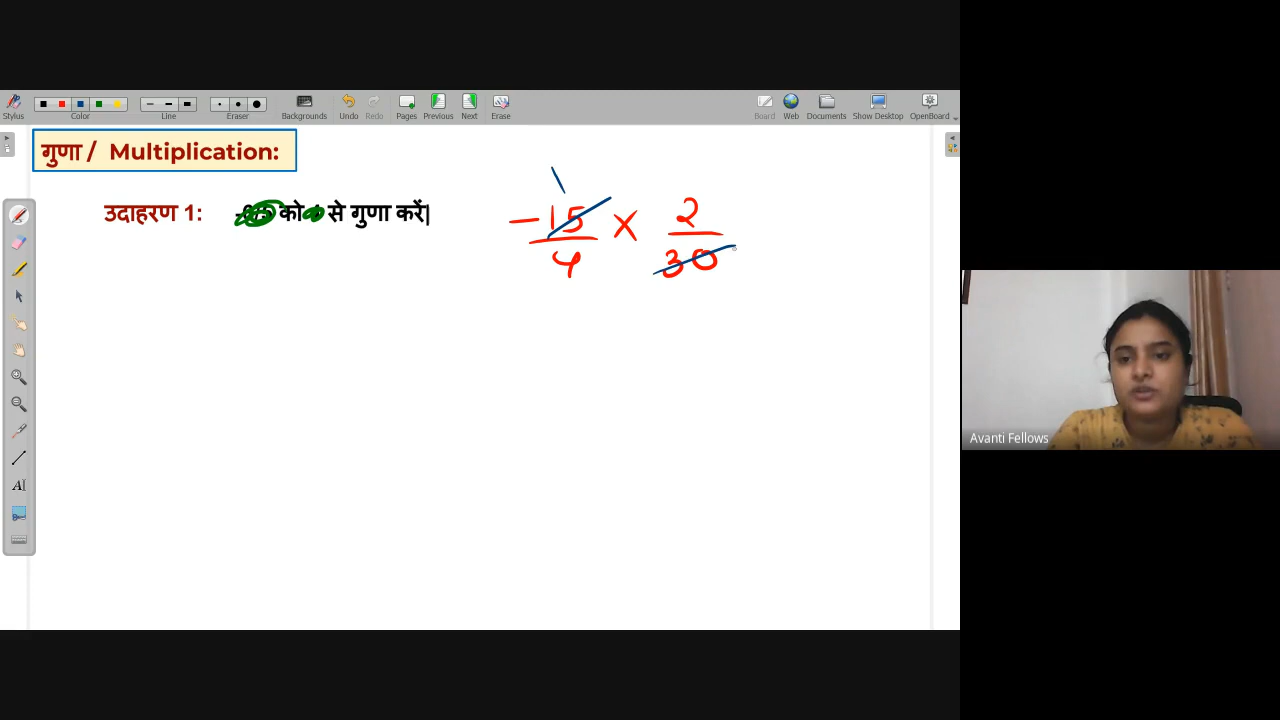 Stylus
Color
Line
Eraser
Backgrounds
Undo
Redo
Pages
Previous
Next
Erase
Board
Web
Documents
Show Desktop
OpenBoard
गुणा / Multiplication:
उदाहरण 1: को से गुणा करें|
\
-15 × 2
4 30
Avanti Fellows